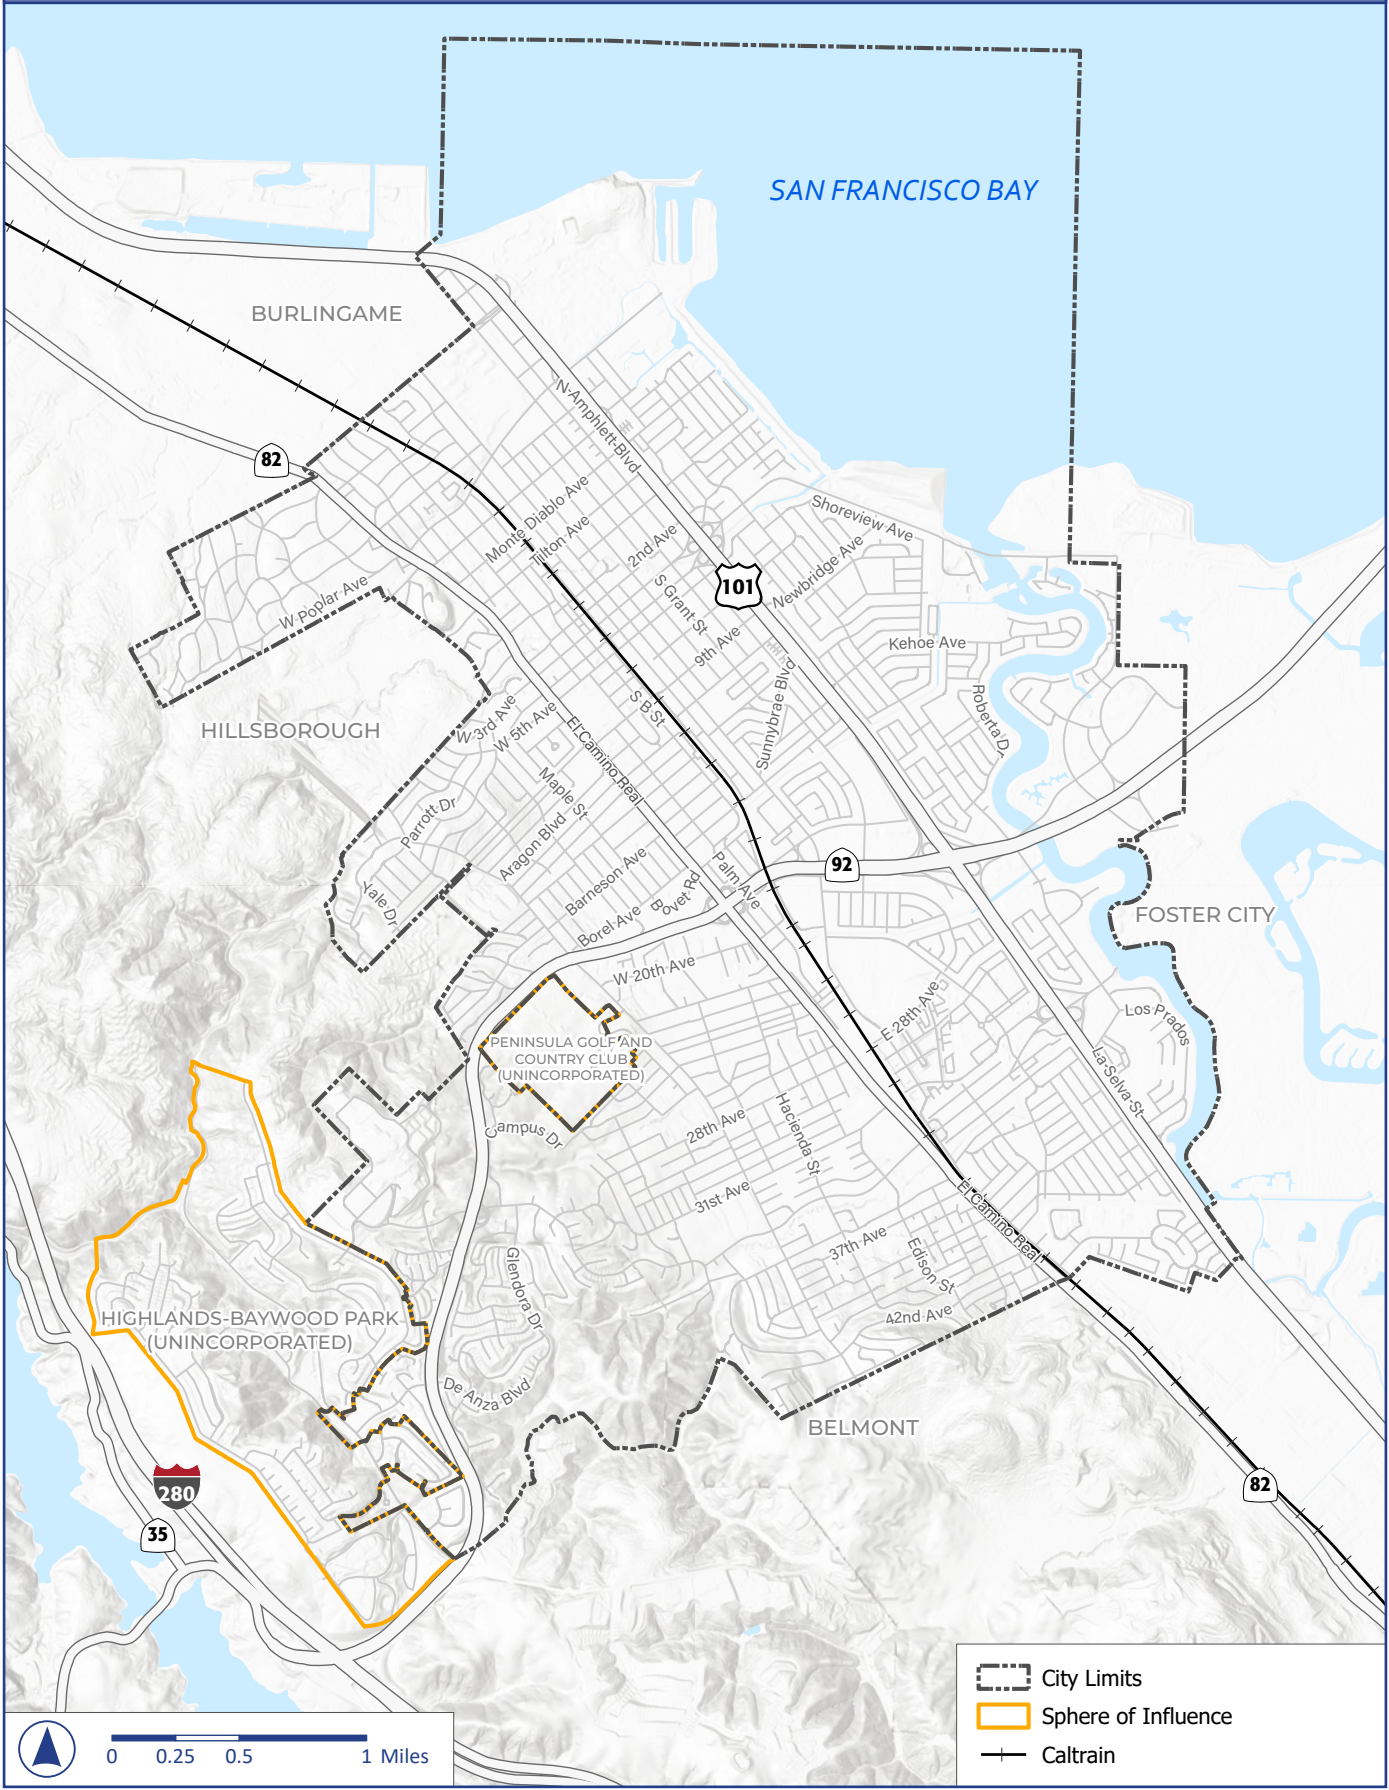 SAN FRANCISCO BAY
BURLINGAME
N Amphlett Blvd
82
Monte Diablo Ave
Shoreview Ave
Tilton Ave
2nd Ave
Newbridge Ave
101
S Grant St
W Poplar Ave
9th Ave
Kehoe Ave
Sunnybrae Blvd
Roberta Dr
S B St
W 3rd Ave
W 5th Ave
HILLSBOROUGH
El Camino Real
Maple St
Parrott Dr
Aragon Blvd
Barneson Ave
Palm Ave
92
Yale Dr
Bovet Rd
Borel Ave
FOSTER CITY
W 20th Ave
E 28th Ave
Los Prados
PENINSULA GOLF AND
COUNTRY CLUB
(UNINCORPORATED)
La Selva St
Campus Dr
28th Ave
Hacienda St
31st Ave
El Camino Real
37th Ave
Edison St
Glendora Dr
HIGHLANDS-BAYWOOD PARK
(UNINCORPORATED)
42nd Ave
De Anza Blvd
BELMONT
280
82
35
City Limits
Sphere of Influence
Caltrain
0 0.25 0.5 1 Miles